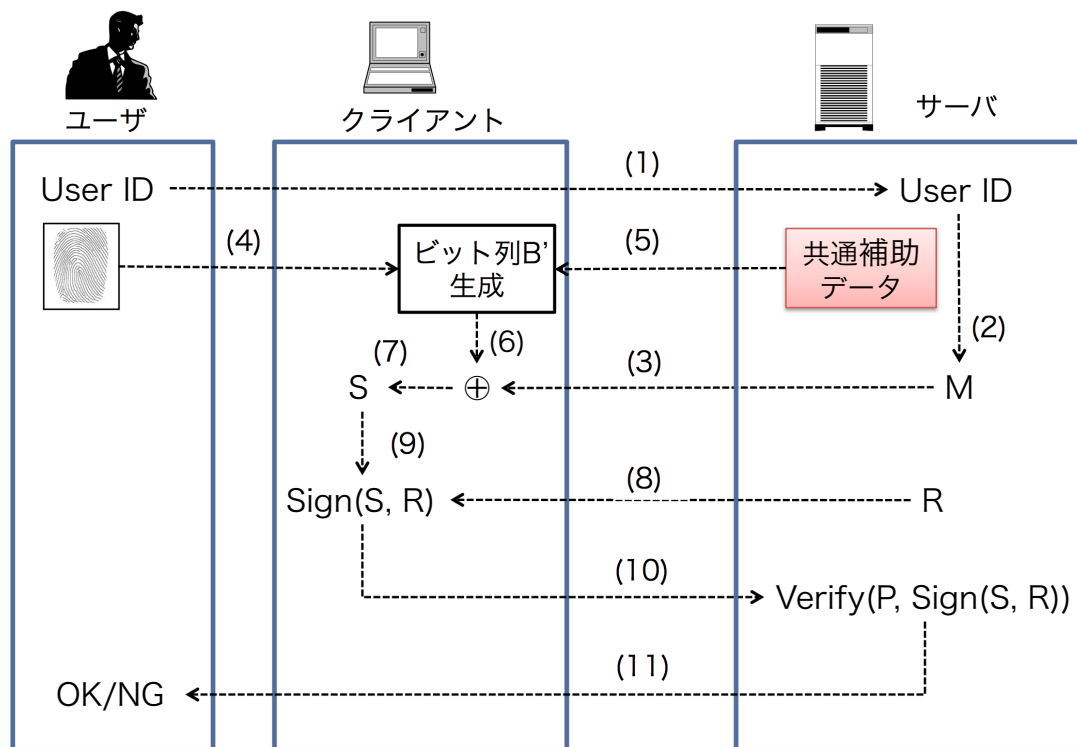 ユーザ
クライアント
サーバ
(1)
User ID
User ID
(4)
ビット列B’
生成
(5)
共通補助
データ
(2)
(6)
(7)
(3)
S
⊕
M
(9)
(8)
Sign(S, R)
R
(10)
Verify(P, Sign(S, R))
(11)
OK/NG